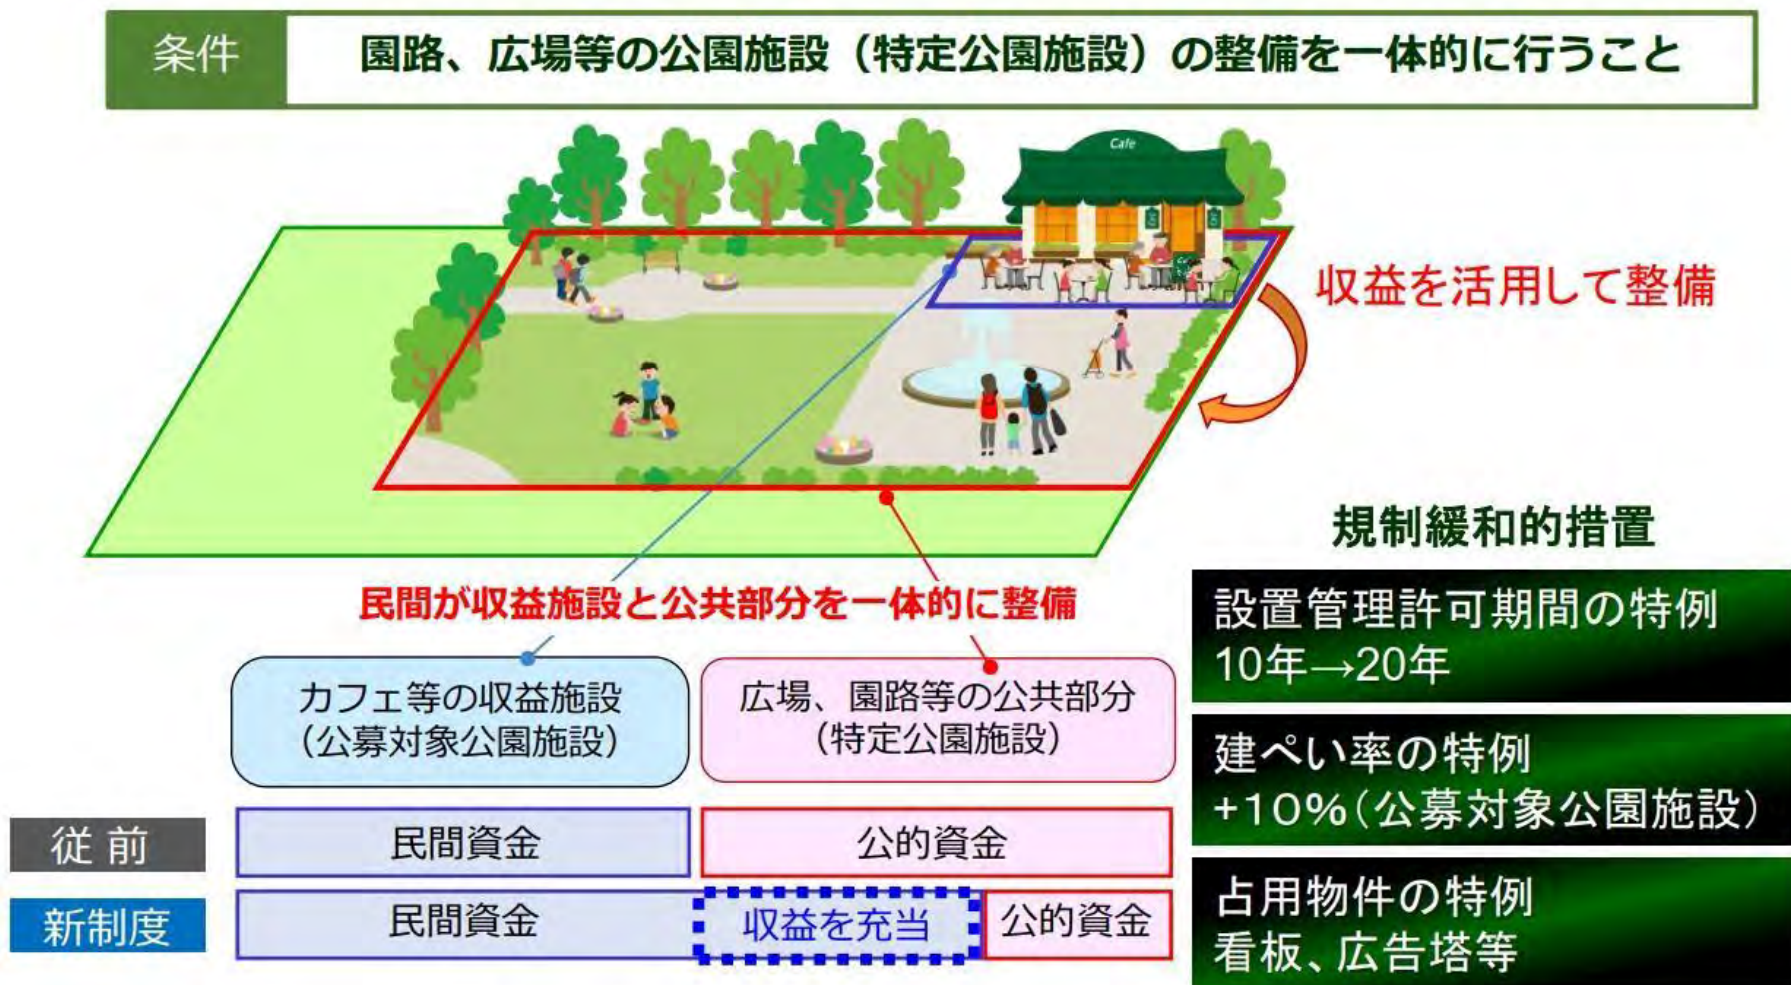 条件
園路、広場等の公園施設（特定公園施設）の整備を一体的に行うこと
Cafe
収益を活用して整備
民間が収益施設と公共部分を一体的に整備
カフェ等の収益施設
（公募対象公園施設）
広場、園路等の公共部分
（特定公園施設）
従前
民間資金
公的資金
新制度
民間資金
収益を充当
公的資金
規制緩和的措置
設置管理許可期間の特例
10年→20年
建ぺい率の特例
+10％（公募対象公園施設）
占用物件の特例
看板、広告塔等